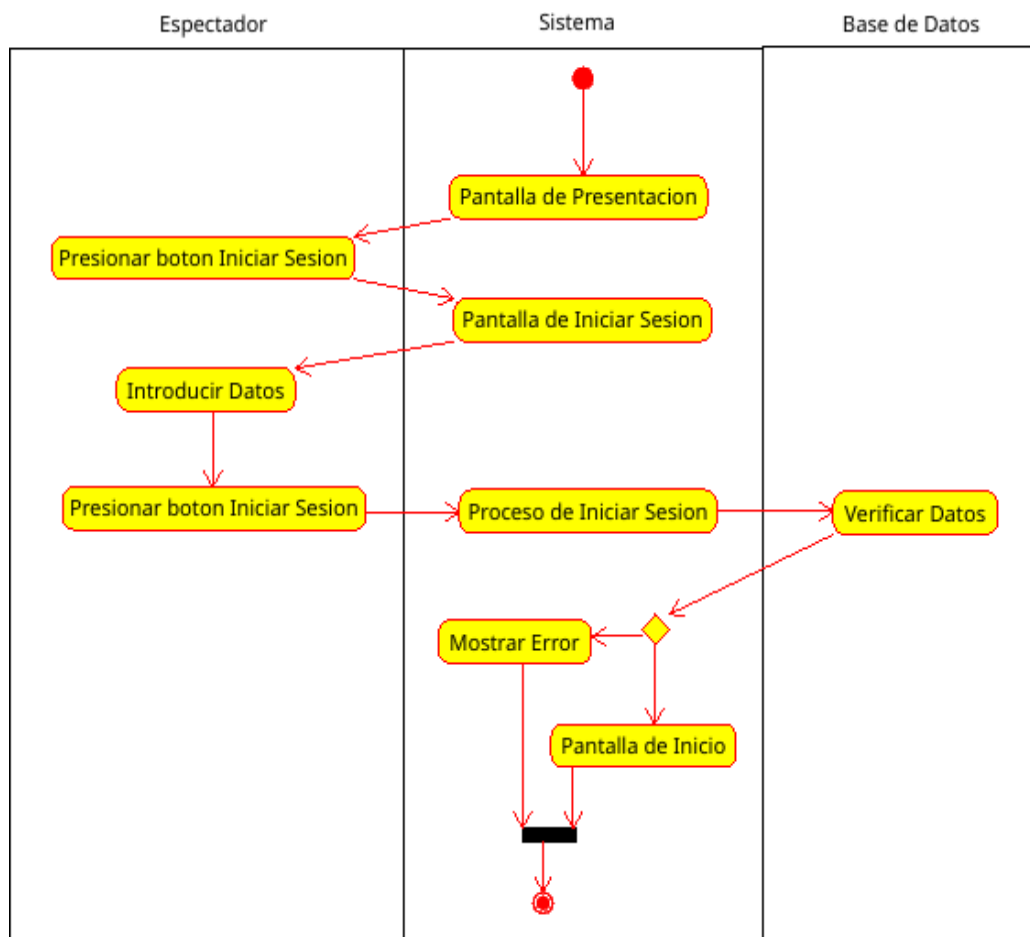 Espectador
Sistema
Base de Datos
Pantalla de Presentacion
Presionar boton Iniciar Sesion
Pantalla de Iniciar Sesion
Introducir Datos
Presionar boton Iniciar Sesion
Proceso de Iniciar Sesion
Verificar Datos
Mostrar Error
Pantalla de Inicio